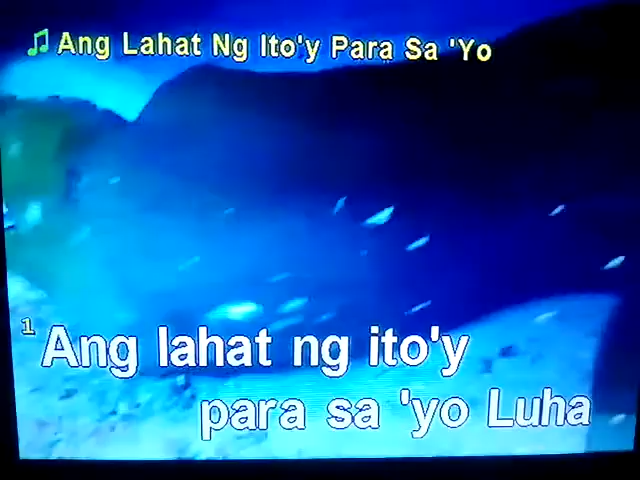 ♫ Ang Lahat Ng Ito'y Para Sa 'Yo
1 Ang lahat ng ito'y
para sa 'yo Luha